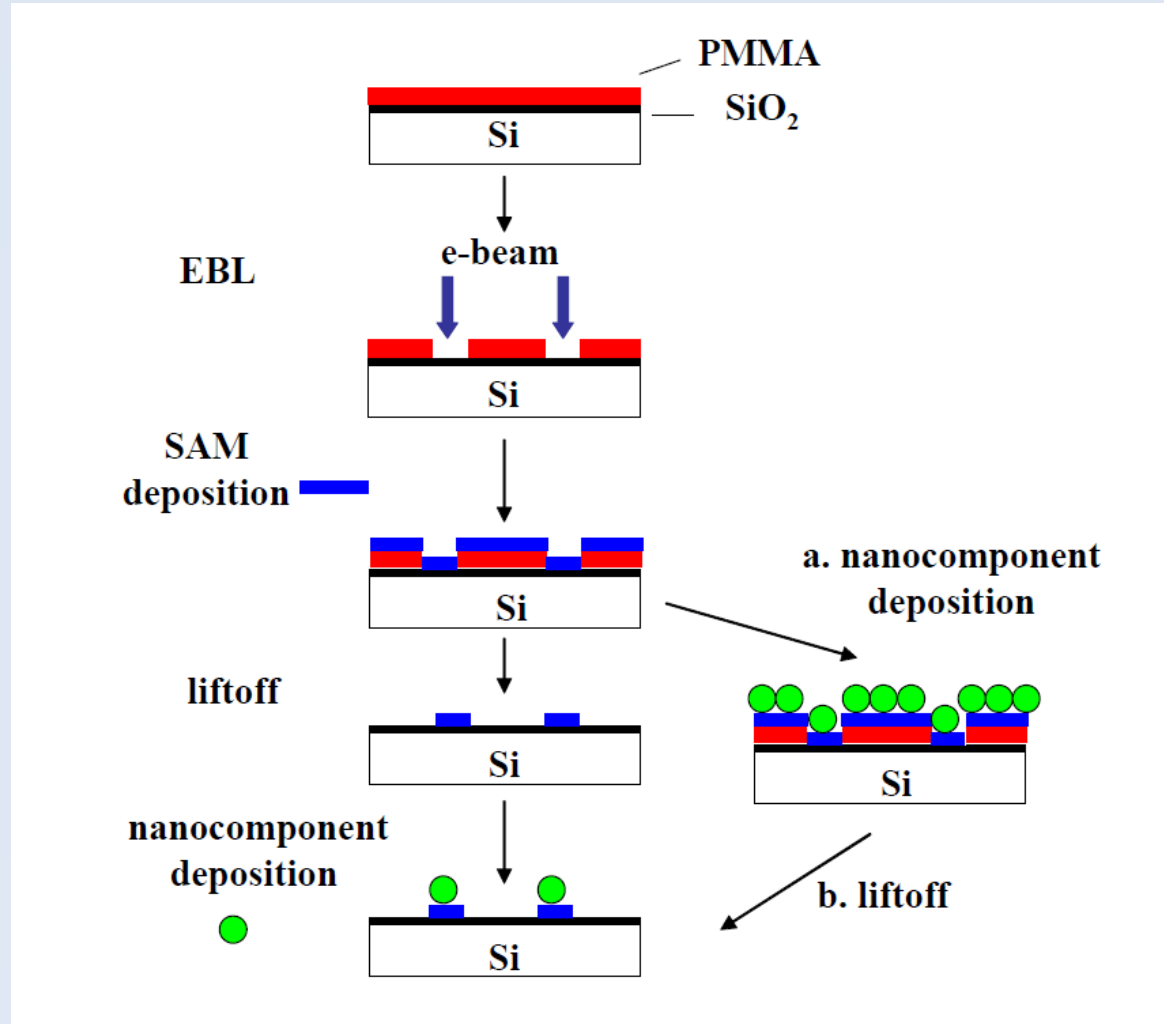 PMMA
SiO₂
Si
e-beam
EBL
Si
SAM
deposition
Si
a. nanocomponent
deposition
liftoff
Si
Si
nanocomponent
deposition
b. liftoff
Si